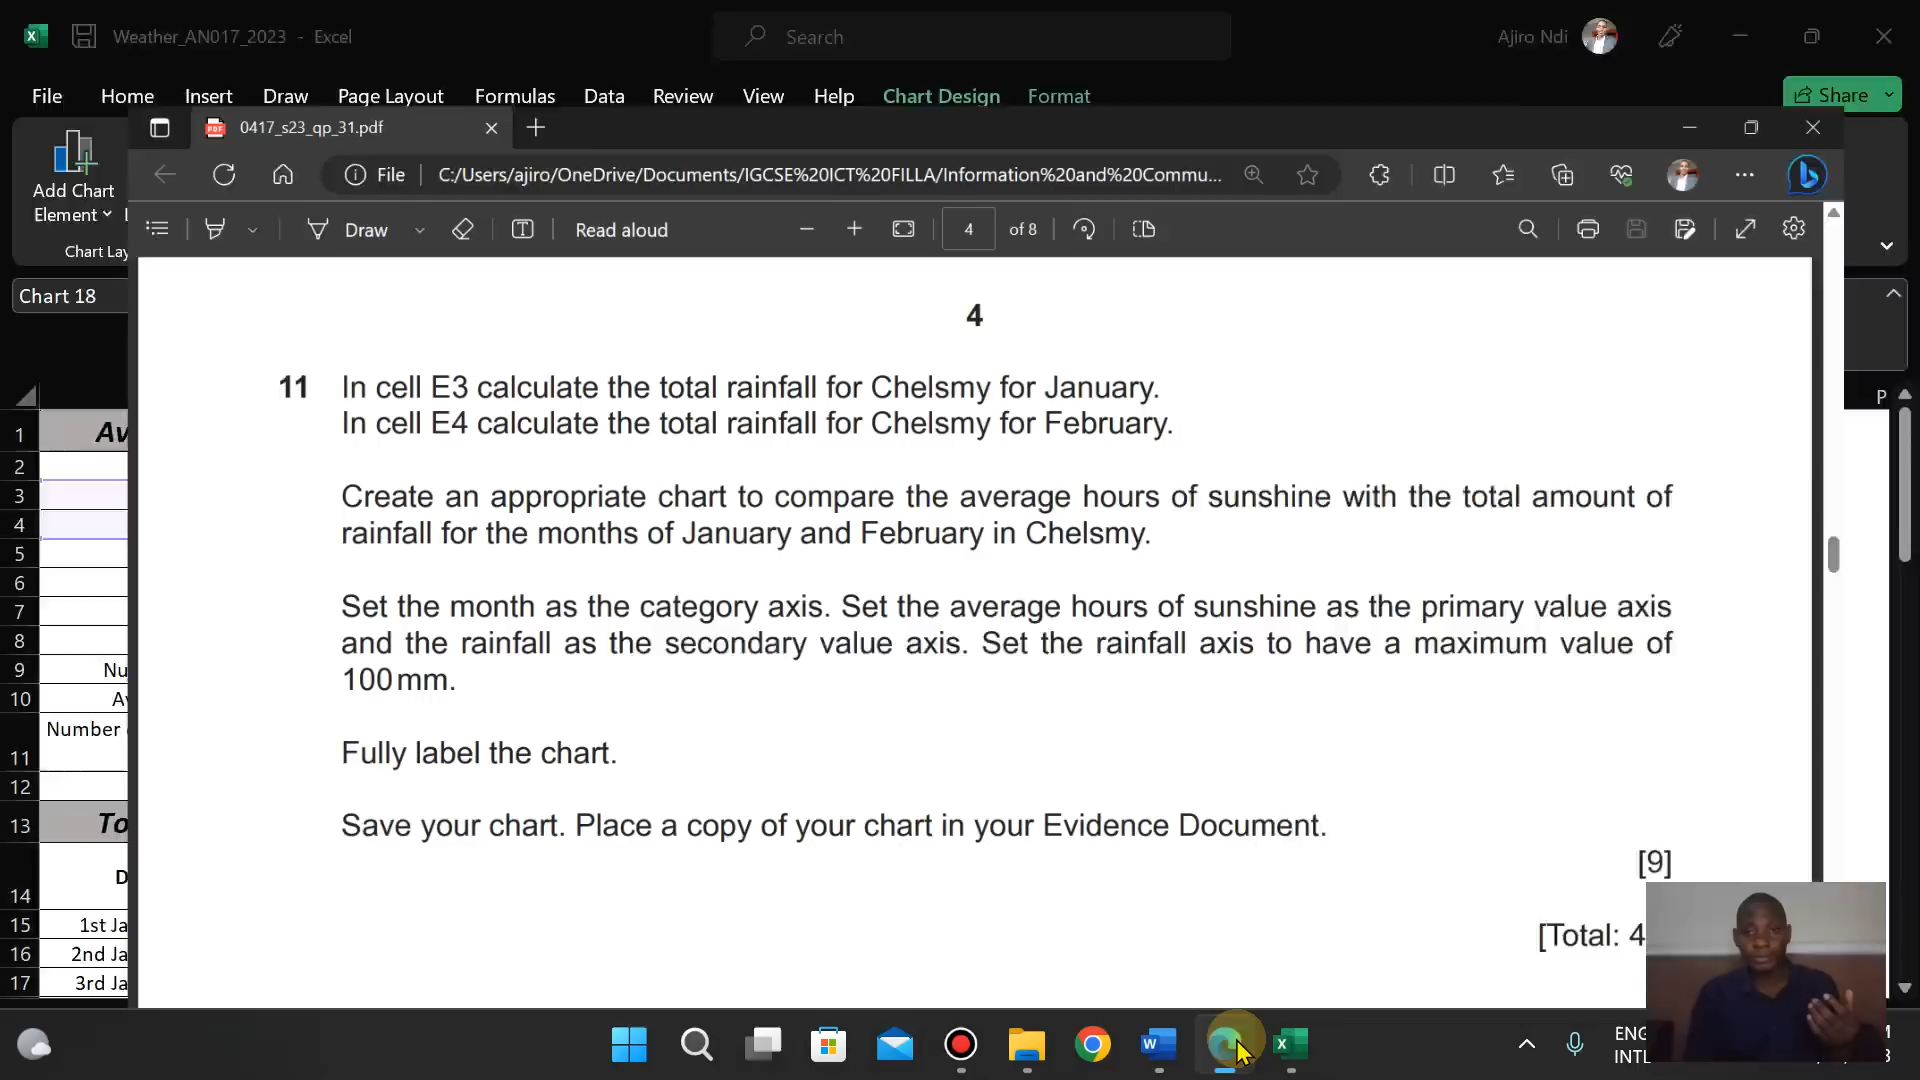 Weather_AN017_2023 - Excel
Search
Ajiro Ndi
File Home Insert Draw Page Layout Formulas Data Review View Help Chart Design Format
Share
0417_s23_qp_31.pdf
File C:/Users/ajiro/OneDrive/Documents/IGCSE%20ICT%20FILLA/Information%20and%20Commu...
Add Chart
Element
Chart Lay
Draw Read aloud 4 of 8
Chart 18
4
11 In cell E3 calculate the total rainfall for Chelsmy for January.
In cell E4 calculate the total rainfall for Chelsmy for February.
Create an appropriate chart to compare the average hours of sunshine with the total amount of
rainfall for the months of January and February in Chelsmy.
Set the month as the category axis. Set the average hours of sunshine as the primary value axis
and the rainfall as the secondary value axis. Set the rainfall axis to have a maximum value of
100 mm.
Fully label the chart.
Save your chart. Place a copy of your chart in your Evidence Document.
[9]
[Total: 4
P
1 Av
2
3
4
5
6
7
8
9 Nu
10 Av
11 Number
12
13 To
14 D
15 1st Ja
16 2nd Ja
17 3rd Ja
ENG
INTL